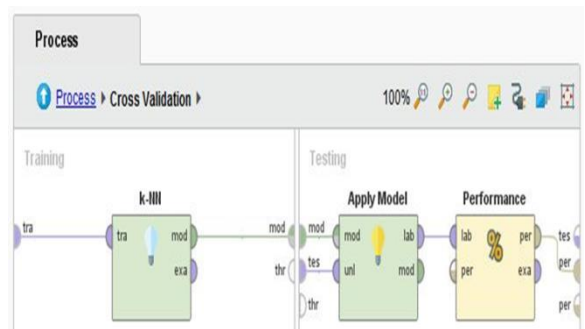 Process
Process ▸ Cross Validation ▸
100%
Training
Testing
k-NN
Apply Model
Performance
tra
tra
mod
exa
mod
thr
mod
tes
thr
mod
unl
lab
mod
lab
per
per
exa
tes
per
per